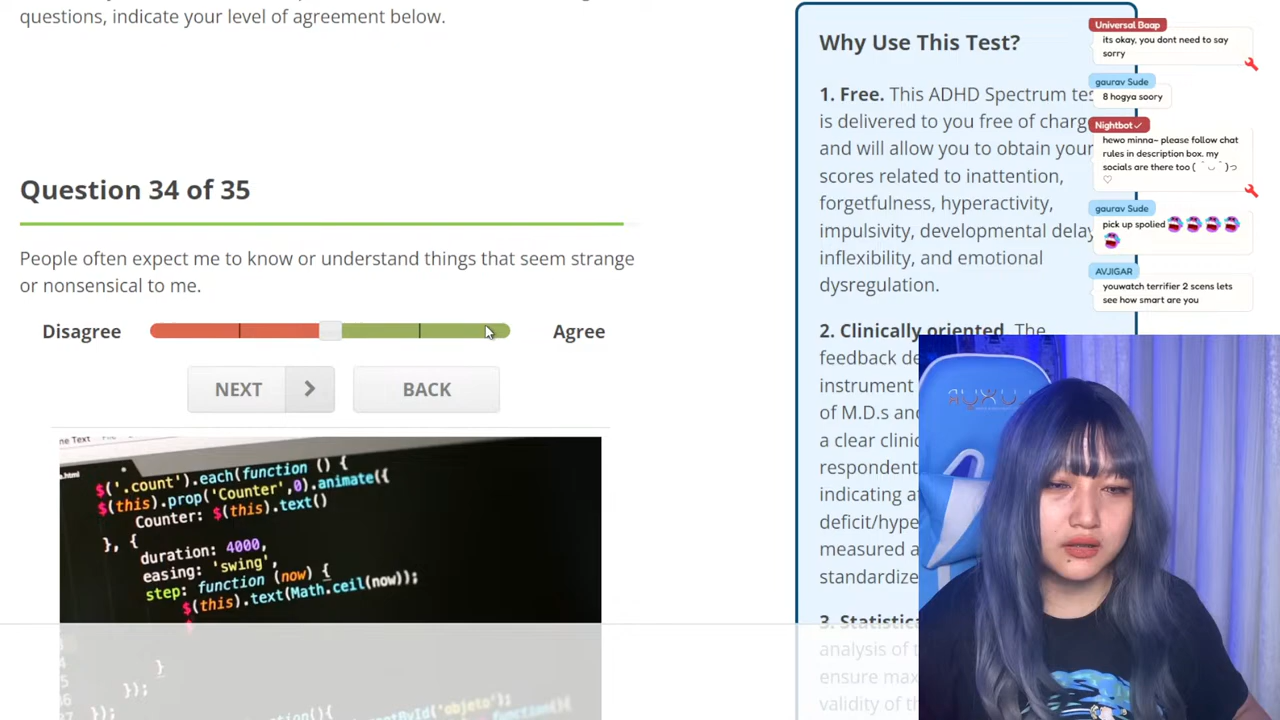 questions, indicate your level of agreement below.
Question 34 of 35
People often expect me to know or understand things that seem strange
or nonsensical to me.
Disagree
Agree
NEXT
BACK
$('.count').each(function () {
$(this).prop('Counter',0).animate({
Counter: $(this).text()
}, {
duration: 4000,
easing: 'swing',
step: function (now) {
$(this).text(Math.ceil(now));
}
});
Why Use This Test?
1. Free. This ADHD Spectrum tes
is delivered to you free of charg
and will allow you to obtain your
scores related to inattention,
forgetfulness, hyperactivity,
impulsivity, developmental delay
inflexibility, and emotional
dysregulation.
2. Clinically oriented. The
feedback de
instrument
of M.D.s and
a clear clinic
respondent
indicating at
deficit/hype
measured a
standardize
3. Statistica
analysis of t
ensure max
validity of th
Universal Baap
its okay, you dont need to say
sorry
gaurav Sude
8 hogya soory
Nightbot
hewo minna~ please follow chat
rules in description box. my
socials are there too (
gaurav Sude
pick up spolied
AVJIGAR
youwatch terrifier 2 scens lets
see how smart are you